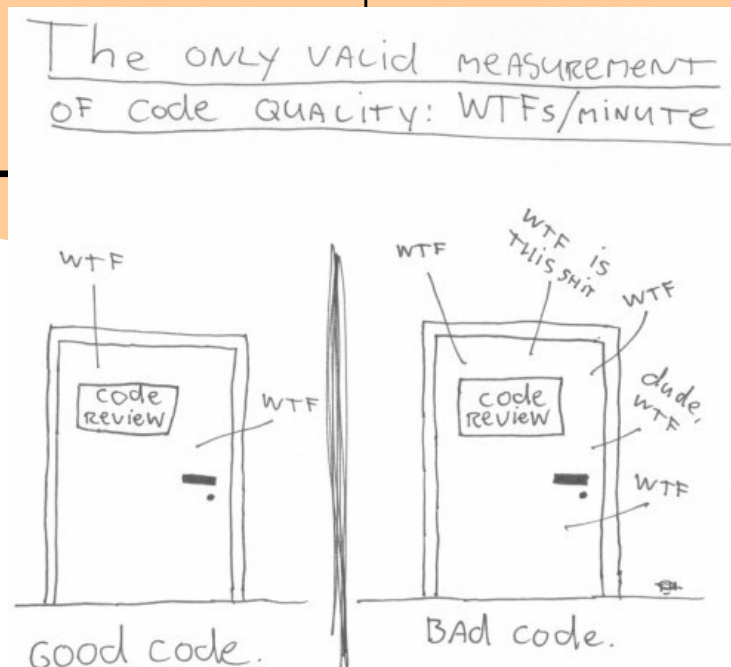 The ONLY VALID MEASUREMENT
OF Code QUALITY: WTFs/MINUTE
WTF
code
REVIEW
WTF
GOOD code.
WTF
WTF is
THiS SHiT
WTF
code
REVIEW
dude,
WTF
WTF
BAd code.